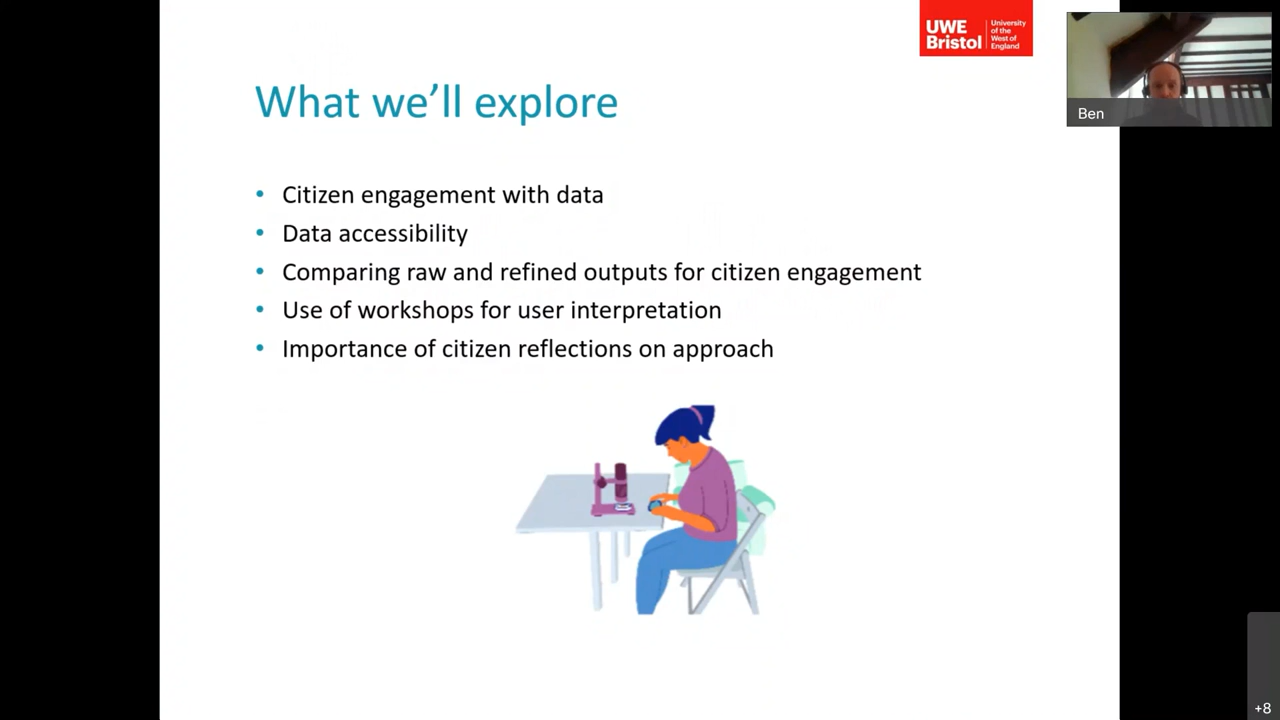 UWE
Bristol
University
of the
West of
England
Ben
What we'll explore
• Citizen engagement with data
• Data accessibility
• Comparing raw and refined outputs for citizen engagement
• Use of workshops for user interpretation
• Importance of citizen reflections on approach
+8